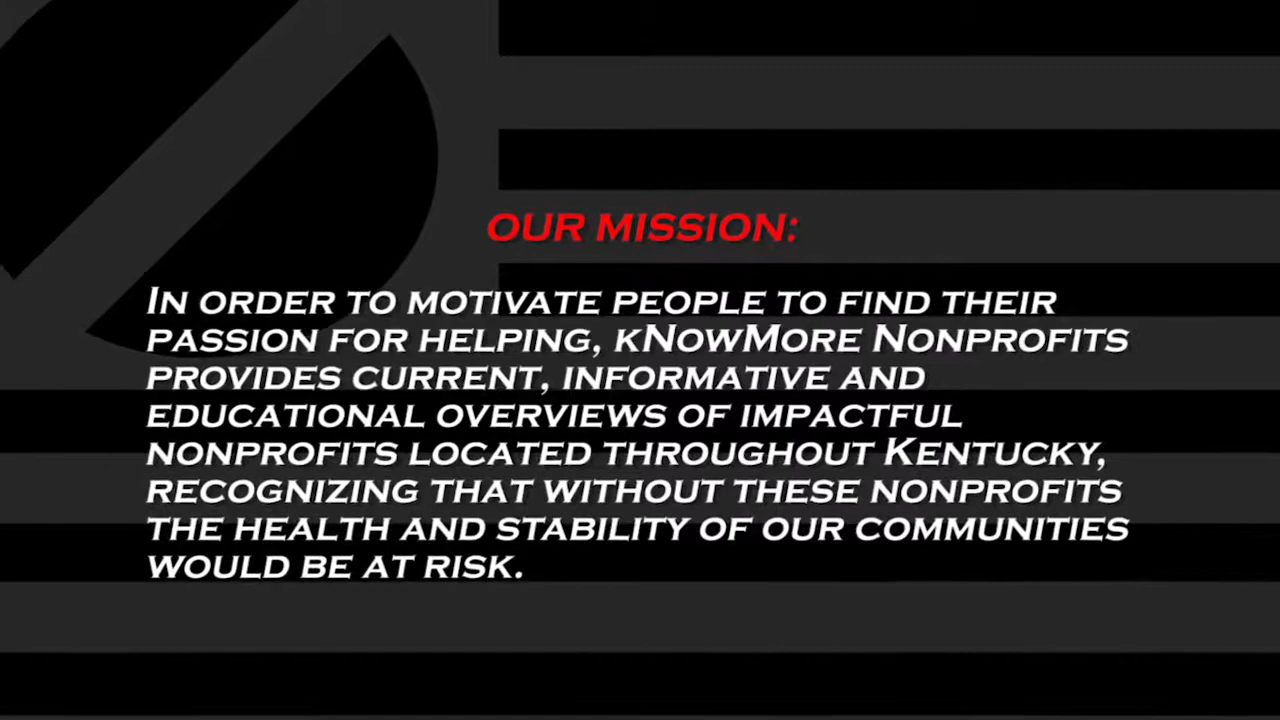 OUR MISSION:
In order to motivate people to find their
passion for helping, kNowMore Nonprofits
provides current, informative and
educational overviews of impactful
nonprofits located throughout Kentucky,
recognizing that without these nonprofits
the health and stability of our communities
would be at risk.